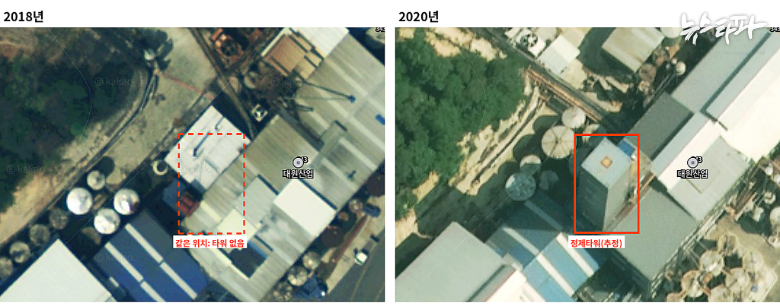 2018년
2020년
뉴스타파
대원산업
대원산업
같은 위치: 타워 없음
정제타워(추정)